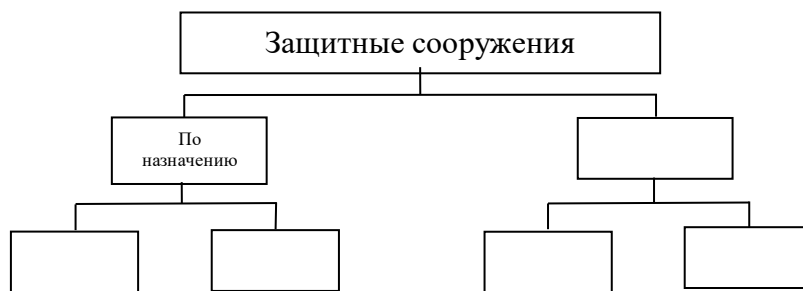 Защитные сооружения
По
назначению